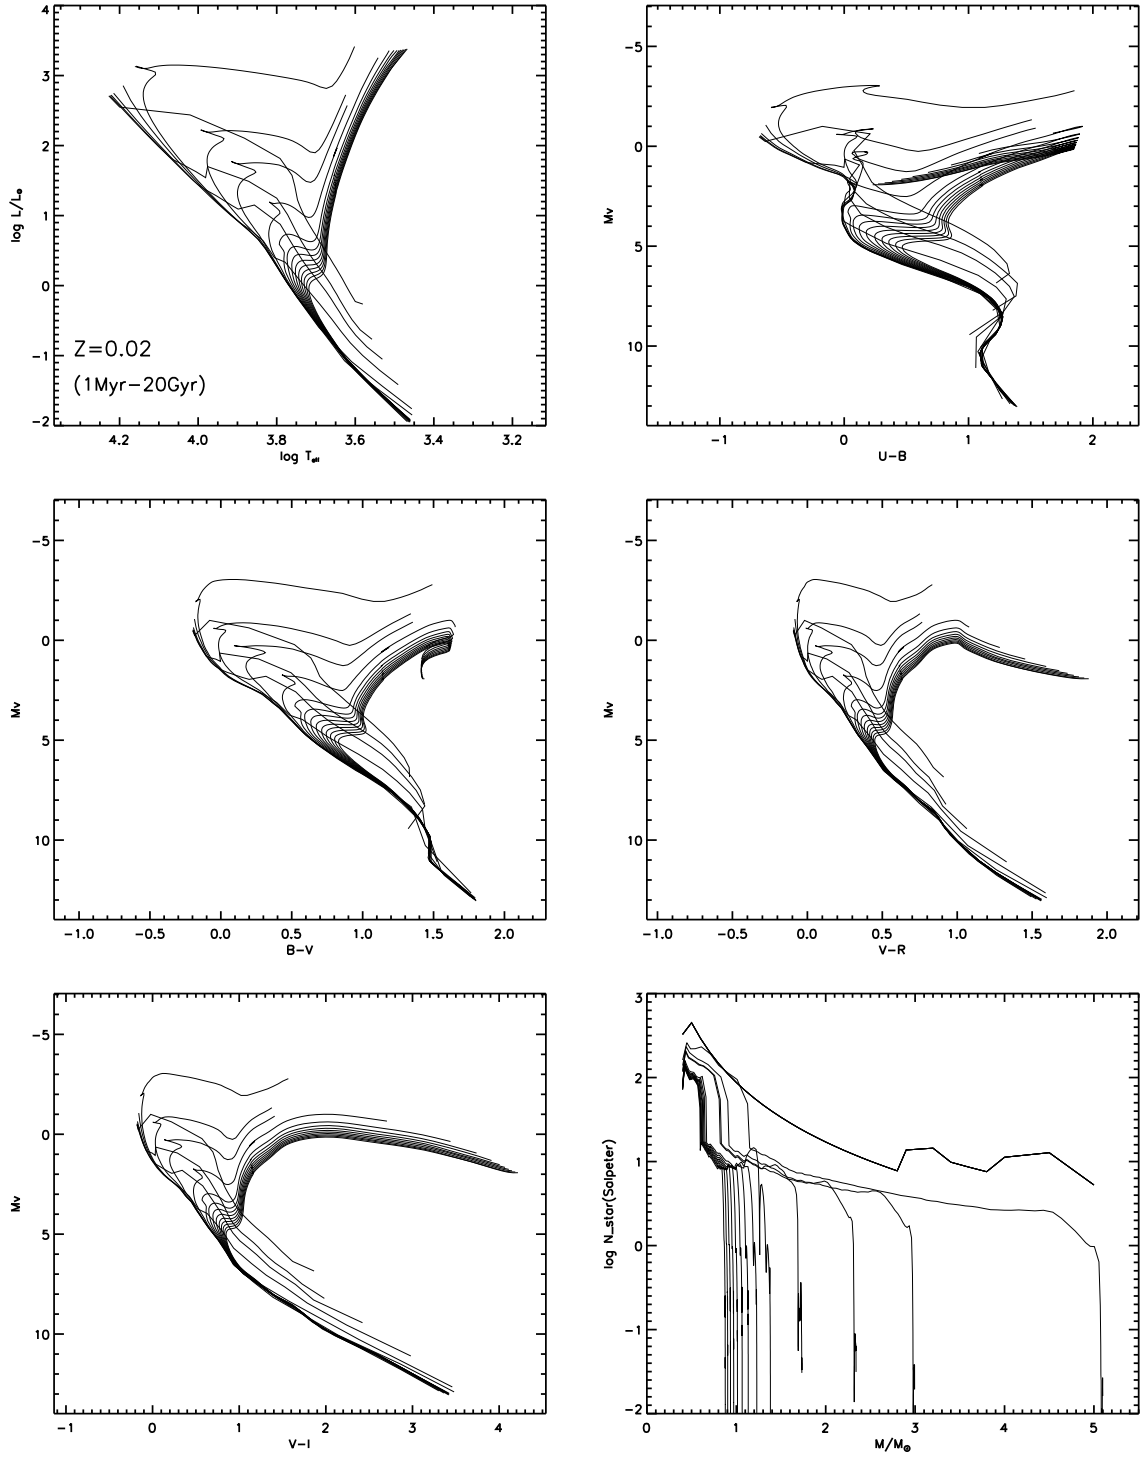 4
3
2
1
0
−1
−2
log L/L⊙
Z=0.02
(1Myr−20Gyr)
4.2 4.0 3.8 3.6 3.4 3.2
log Teff
−5
0
5
10
Mv
−1 0 1 2
U−B
−5
0
5
10
Mv
−1.0 −0.5 0.0 0.5 1.0 1.5 2.0
B−V
−5
0
5
10
Mv
−1.0 −0.5 0.0 0.5 1.0 1.5 2.0
V−R
−5
0
5
10
Mv
−1 0 1 2 3 4
V−I
3
2
1
0
−1
−2
log N_star(Salpeter)
0 1 2 3 4 5
M/M⊙